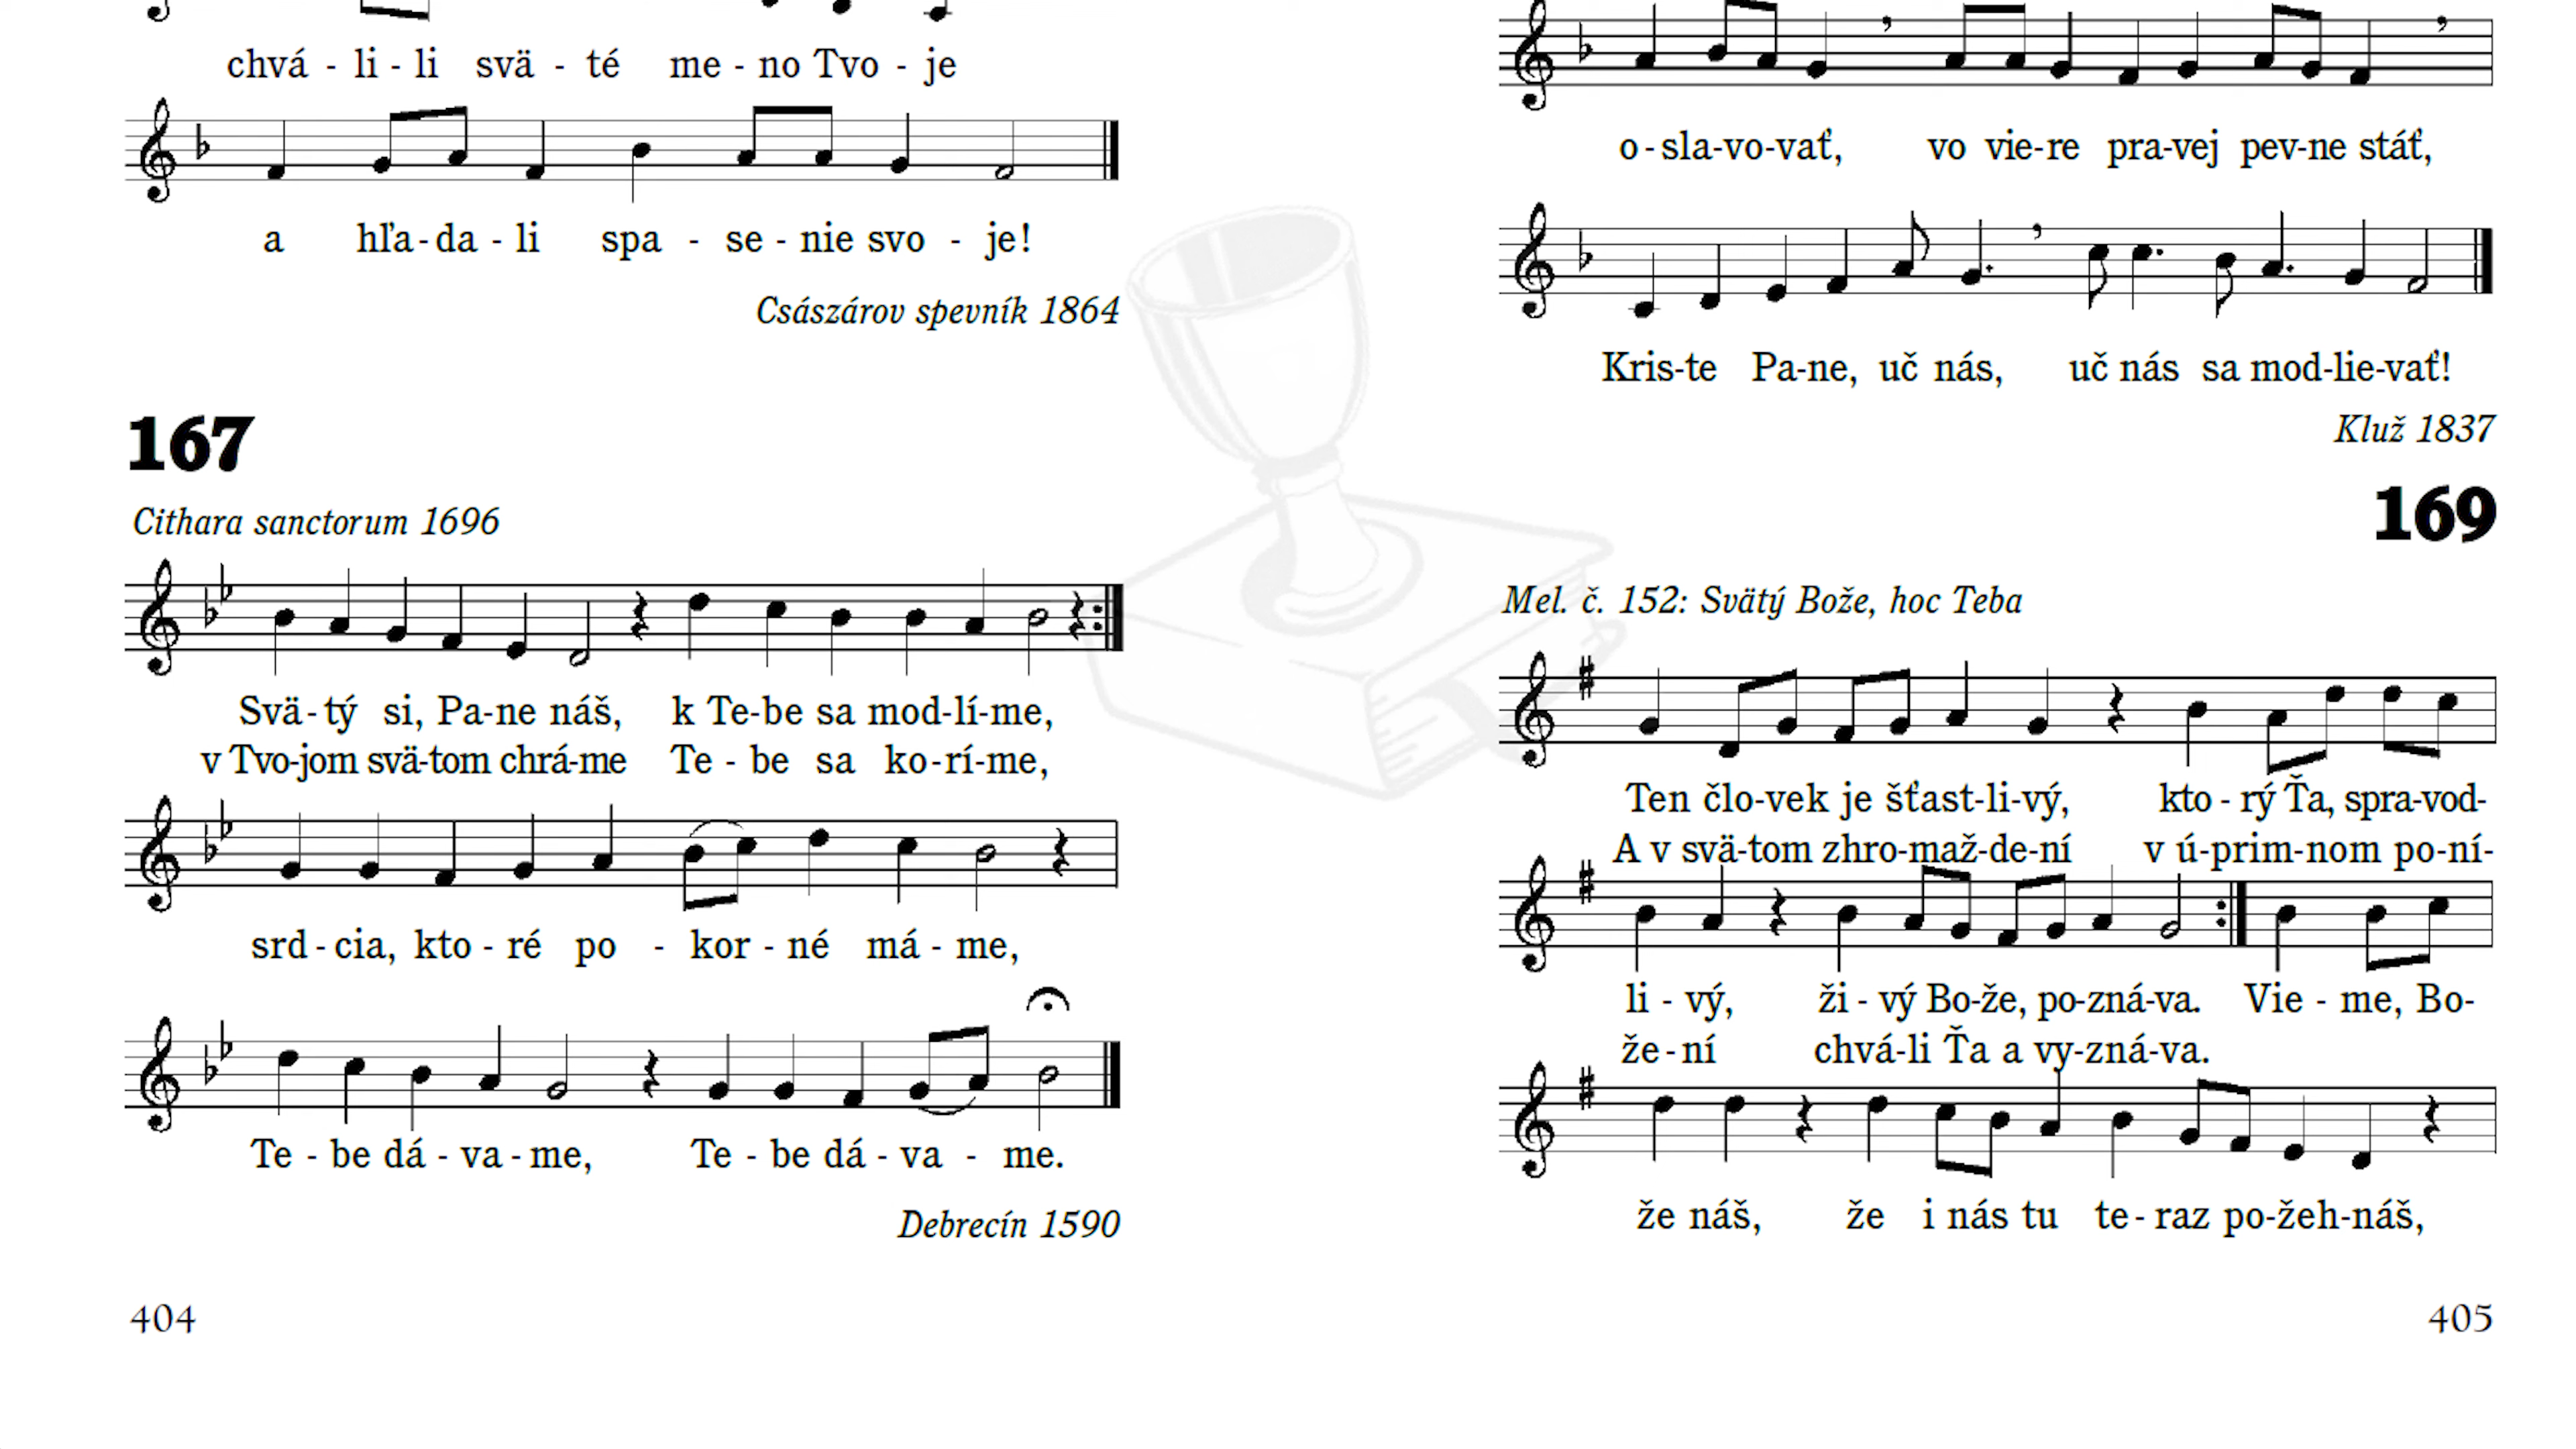 chvá - li - li svä - té me - no Tvo - je
a hľa - da - li spa - se - nie svo - je!
Császárov spevník 1864
167
Cithara sanctorum 1696
Svä - tý si, Pa-ne náš, k Te-be sa mod-lí-me,
v Tvo-jom svä-tom chrá-me Te - be sa ko-rí-me,
srd - cia, kto - ré po - kor - né má - me,
Te - be dá - va - me, Te - be dá - va - me.
Debrecín 1590
404
o - sla-vo-vať, vo vie-re pra-vej pev-ne stáť,
Kris-te Pa-ne, uč nás, uč nás sa mod-lie-vať!
Kluž 1837
169
Mel. č. 152: Svätý Bože, hoc Teba
Ten člo-vek je šťast-li-vý, kto - rý Ťa, spra-vod-
A v svä-tom zhro-maž-de-ní v ú-prim-nom po-ní-
li - vý, ži - vý Bo-že, po-zná-va. Vie - me, Bo-
že - ní chvá-li Ťa a vy-zná-va.
že náš, že i nás tu te - raz po-žeh-náš,
405